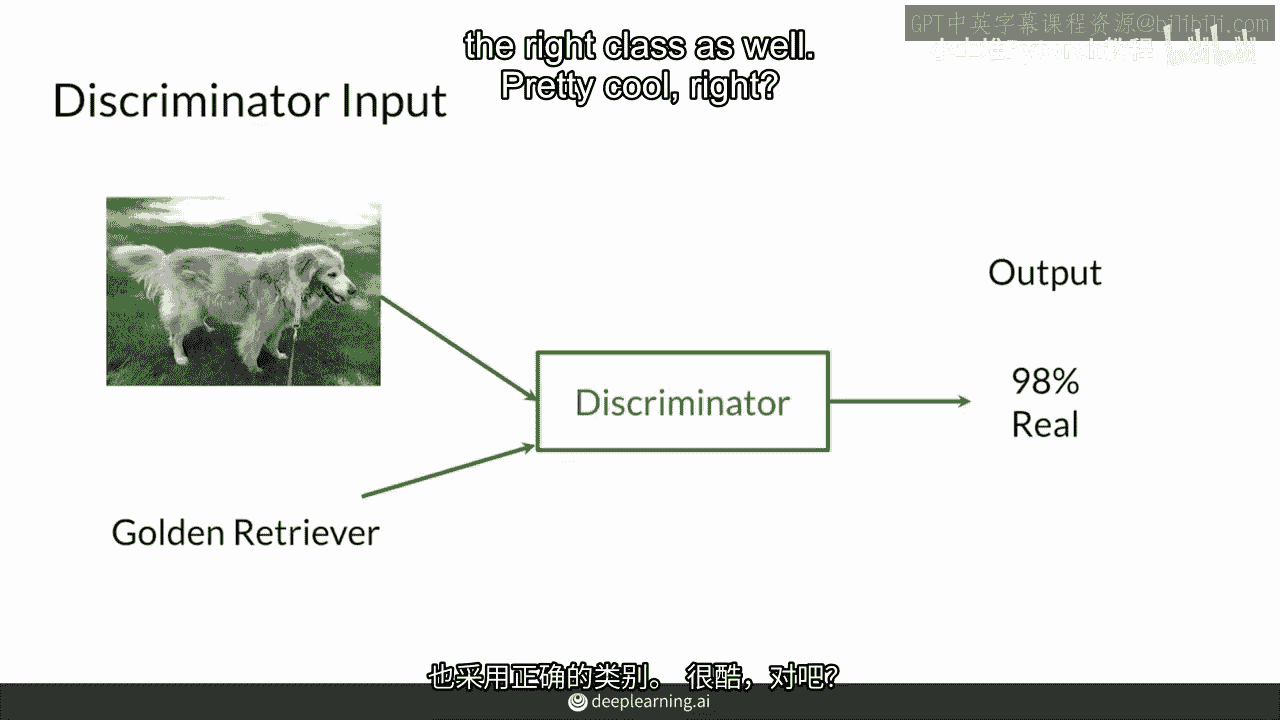 GPT中英字幕课程资源@bilibili.com
the right class as well.
Pretty cool, right?
Discriminator Input
Output
98%
Real
Discriminator
Golden Retriever
也采用正确的类别。 很酷，对吧?
deeplearning.ai